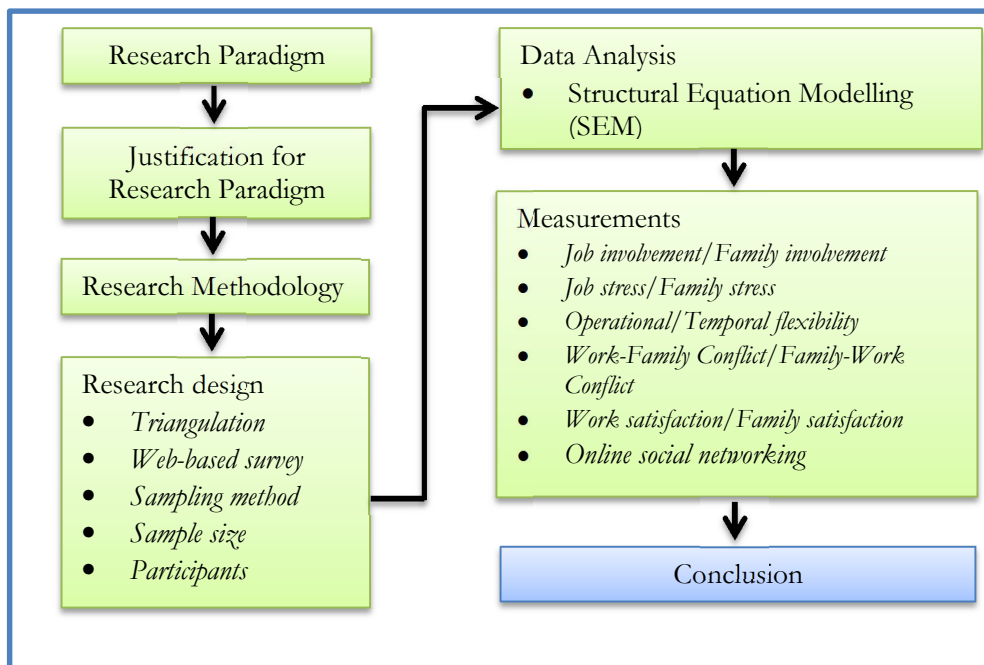 Research Paradigm
Justification for
Research Paradigm
Research Methodology
Research design
• Triangulation
• Web-based survey
• Sampling method
• Sample size
• Participants
Data Analysis
• Structural Equation Modelling
(SEM)
Measurements
• Job involvement/Family involvement
• Job stress/Family stress
• Operational/Temporal flexibility
• Work-Family Conflict/Family-Work
Conflict
• Work satisfaction/Family satisfaction
• Online social networking
Conclusion